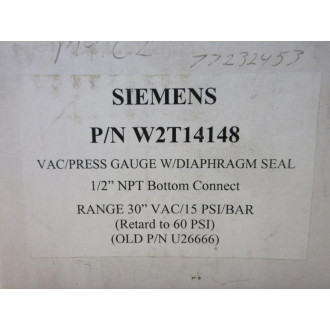 77232453
SIEMENS
P/N W2T14148
VAC/PRESS GAUGE W/DIAPHRAGM SEAL
1/2” NPT Bottom Connect
RANGE 30” VAC/15 PSI/BAR
(Retard to 60 PSI)
(OLD P/N U26666)